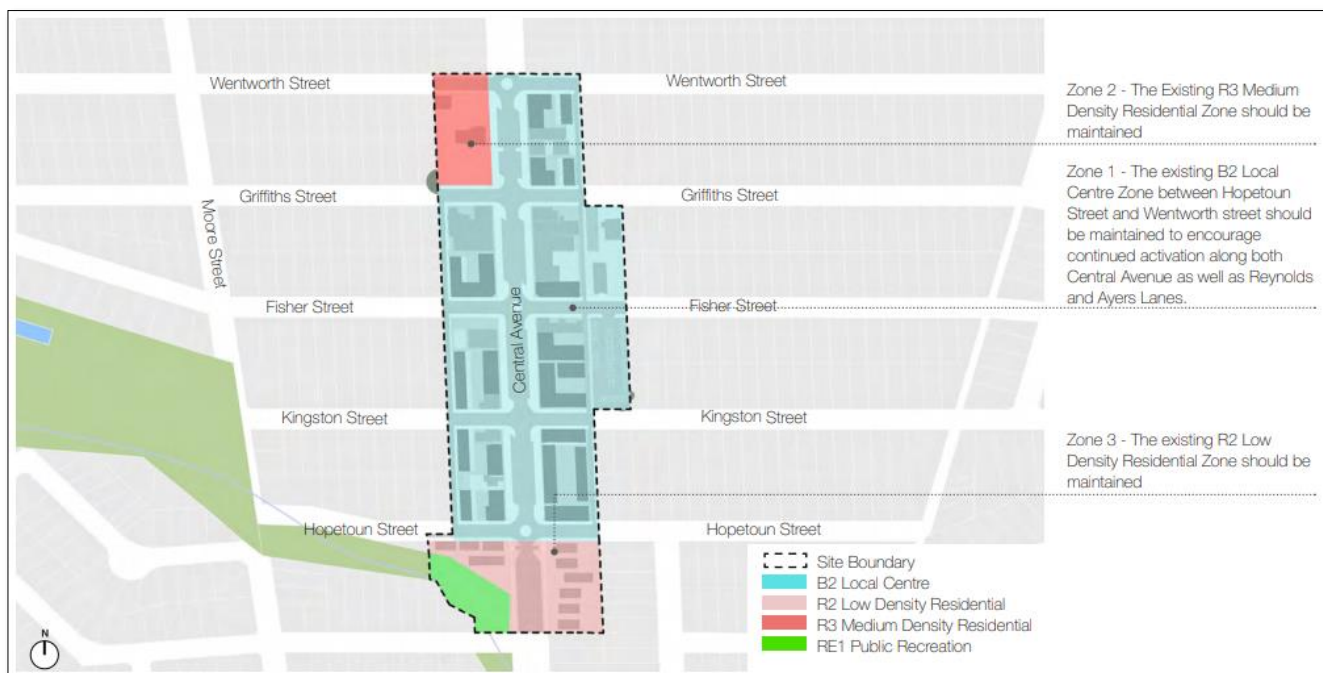 Wentworth Street
Wentworth Street
Zone 2 - The Existing R3 Medium
Density Residential Zone should be
maintained
Griffiths Street
Griffiths Street
Zone 1 - The existing B2 Local
Centre Zone between Hopetoun
Street and Wentworth street should
be maintained to encourage
continued activation along both
Central Avenue as well as Reynolds
and Ayers Lanes.
Moore Street
Fisher Street
Central Avenue
Fisher Street
Kingston Street
Kingston Street
Zone 3 - The existing R2 Low
Density Residential Zone should be
maintained
Hopetoun Street
Hopetoun Street
Site Boundary
B2 Local Centre
R2 Low Density Residential
R3 Medium Density Residential
RE1 Public Recreation
N